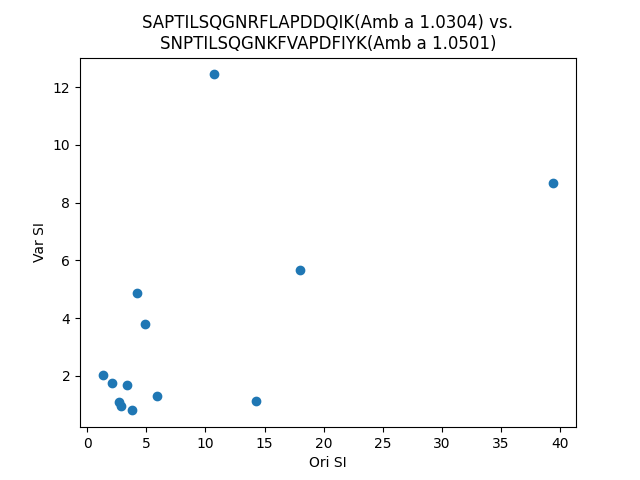 SAPTILSQGNRFLAPDDQIK(Amb a 1.0304) vs.
SNPTILSQGNKFVAPDFIYK(Amb a 1.0501)
12
10
8
6
4
2
Var SI
0 5 10 15 20 25 30 35 40
Ori SI